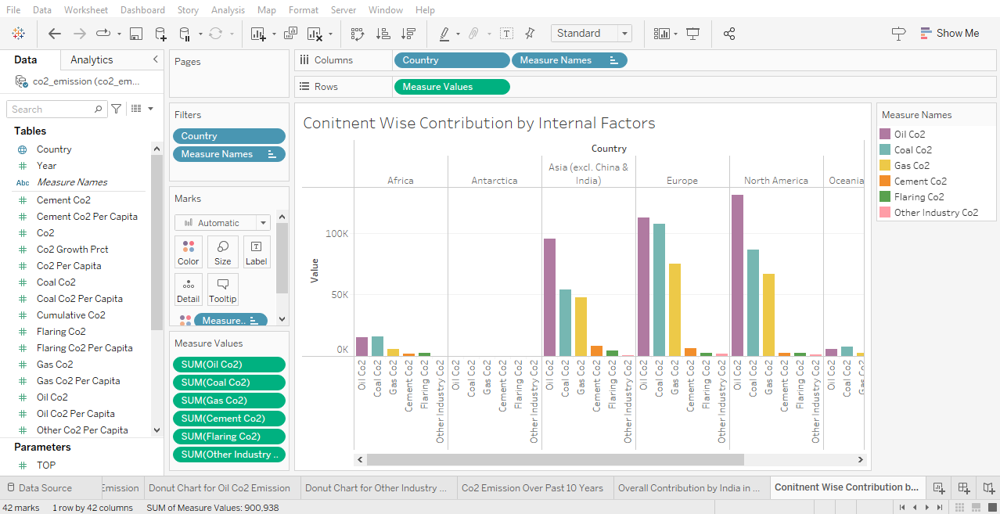 File Data Worksheet Dashboard Story Analysis Map Format Server Window Help
Standard
Show Me
Data Analytics
co2_emission (co2_em...
Search
Tables
Country
Year
Abc Measure Names
Cement Co2
Cement Co2 Per Capita
Co2
Co2 Growth Prct
Co2 Per Capita
Coal Co2
Coal Co2 Per Capita
Cumulative Co2
Flaring Co2
Flaring Co2 Per Capita
Gas Co2
Gas Co2 Per Capita
Oil Co2
Oil Co2 Per Capita
Other Co2 Per Capita
Parameters
TOP
Pages
Filters
Country
Measure Names
Marks
Automatic
Color Size Label
Detail Tooltip
Measure..
Measure Values
SUM(Oil Co2)
SUM(Coal Co2)
SUM(Gas Co2)
SUM(Cement Co2)
SUM(Flaring Co2)
SUM(Other Industry ..
Columns Country Measure Names
Rows Measure Values
Conitnent Wise Contribution by Internal Factors
Country
Africa Antarctica Asia (excl. China & India) Europe North America Oceania
Value
100K
50K
0K
Oil Co2 Coal Co2 Gas Co2 Cement Co2 Flaring Co2 Other Industry Co2
Oil Co2 Coal Co2 Gas Co2 Cement Co2 Flaring Co2 Other Industry Co2
Oil Co2 Coal Co2 Gas Co2 Cement Co2 Flaring Co2 Other Industry Co2
Oil Co2 Coal Co2 Gas Co2 Cement Co2 Flaring Co2 Other Industry Co2
Oil Co2 Coal Co2 Gas Co2 Cement Co2 Flaring Co2 Other Industry Co2
Oil Co2 Coal Co2 Gas Co2
Measure Names
Oil Co2
Coal Co2
Gas Co2
Cement Co2
Flaring Co2
Other Industry Co2
Data Source Emission Donut Chart for Oil Co2 Emission Donut Chart for Other Industry ... Co2 Emission Over Past 10 Years Overall Contribution by India in ... Conitnent Wise Contribution b...
42 marks 1 row by 42 columns SUM of Measure Values: 900,938